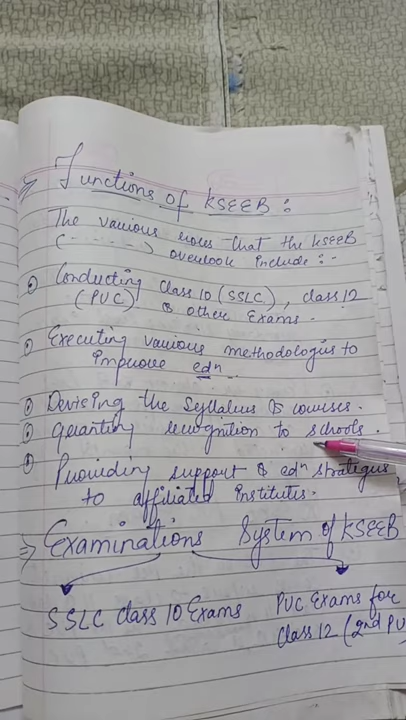 ⇒ Functions of KSEEB :
The various roles that the KSEEB
(- - - - - -) overlook include :-
Conducting Class 10 (SSLC), class 12
(PUC) & other Exams.
Executing various methodologies to
improve edⁿ.
Devising the Syllabus & courses.
Granting recognition to schools.
Providing support & edⁿ strategies
to affiliated institutes.
⇒ Examinations System of KSEEB
SSLC class 10 Exams
PUC Exams for
class 12 (2nd PU